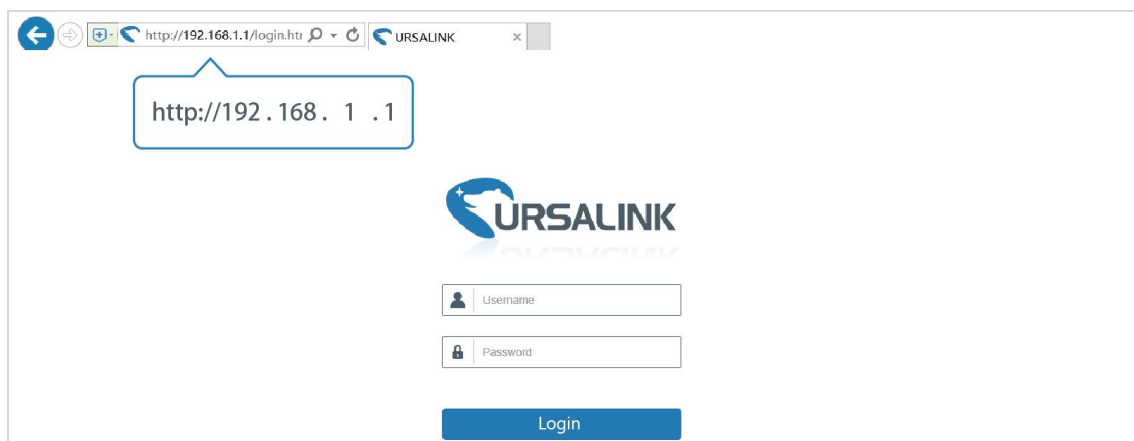 http://192.168.1.1/login.htı URSALINK
http://192.168. 1 .1
URSALINK
Username
Password
Login